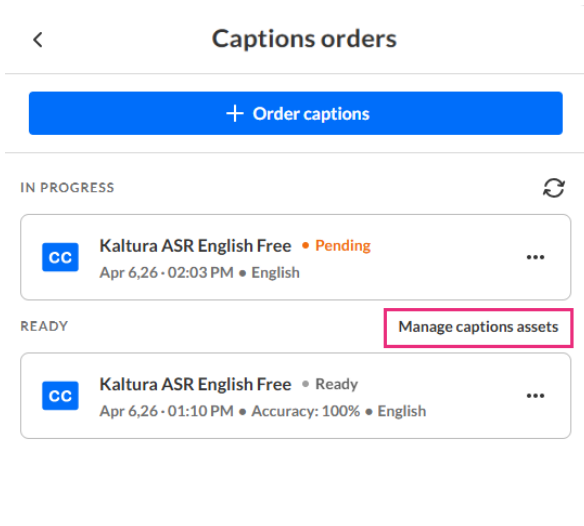 Captions orders
+ Order captions
IN PROGRESS
CC
Kaltura ASR English Free • Pending
Apr 6,26 · 02:03 PM • English
READY
Manage captions assets
CC
Kaltura ASR English Free • Ready
Apr 6,26 · 01:10 PM • Accuracy: 100% • English